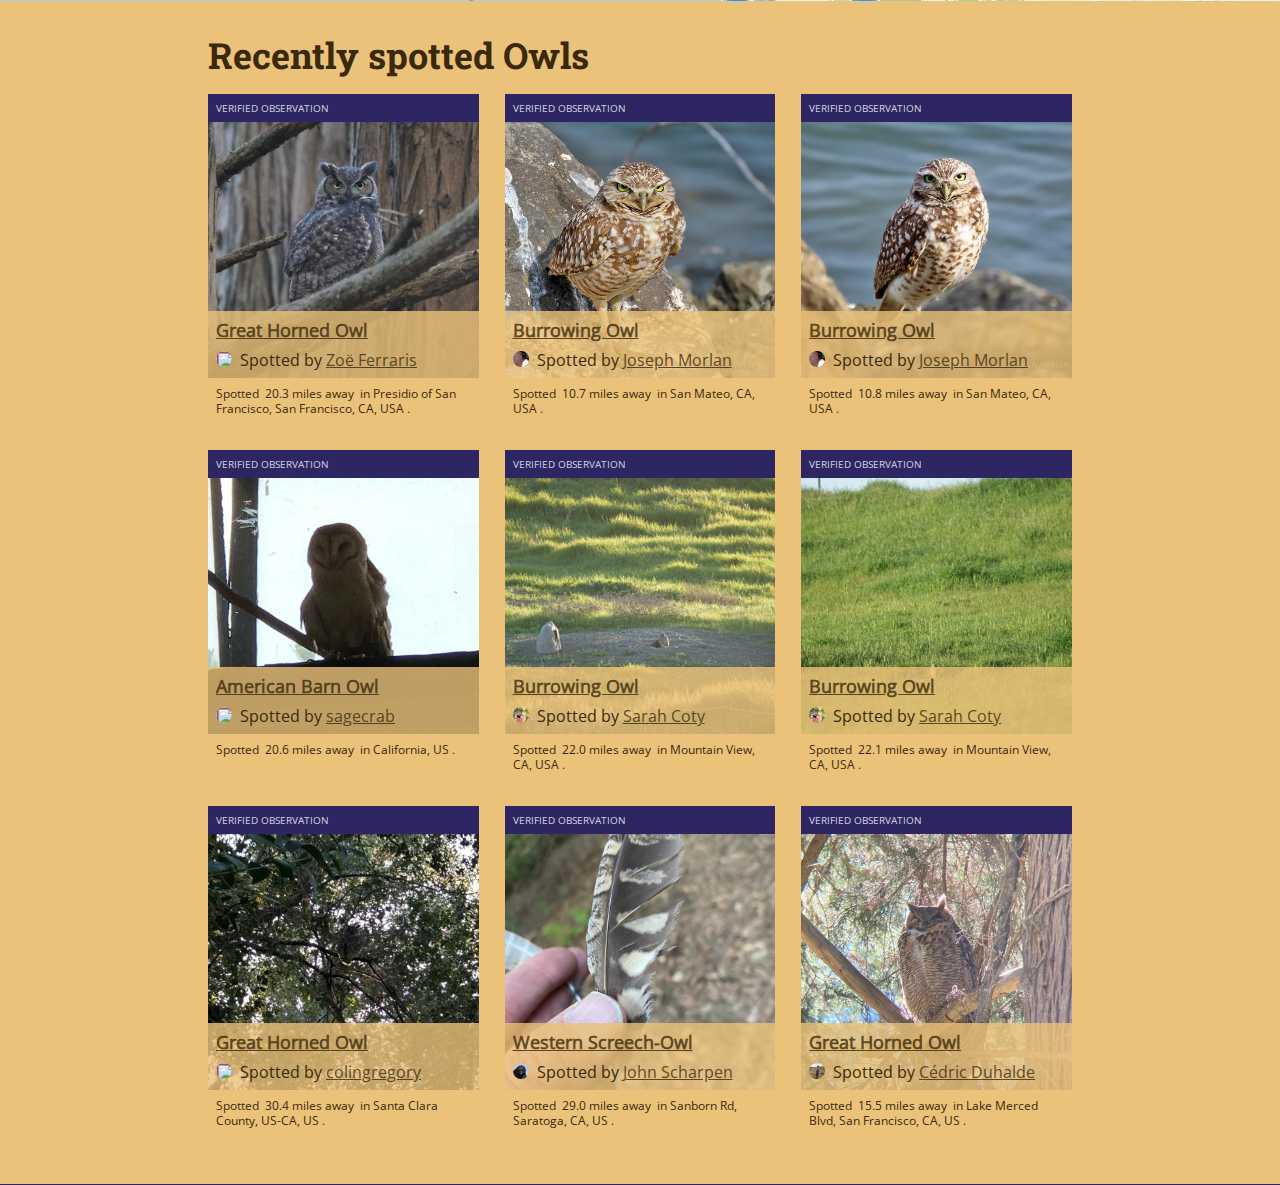 Recently spotted Owls
VERIFIED OBSERVATION
Great Horned Owl
Spotted by Zoë Ferraris
Spotted 20.3 miles away in Presidio of San
Francisco, San Francisco, CA, USA .
VERIFIED OBSERVATION
Burrowing Owl
Spotted by Joseph Morlan
Spotted 10.7 miles away in San Mateo, CA,
USA .
VERIFIED OBSERVATION
Burrowing Owl
Spotted by Joseph Morlan
Spotted 10.8 miles away in San Mateo, CA,
USA .
VERIFIED OBSERVATION
American Barn Owl
Spotted by sagecrab
Spotted 20.6 miles away in California, US .
VERIFIED OBSERVATION
Burrowing Owl
Spotted by Sarah Coty
Spotted 22.0 miles away in Mountain View,
CA, USA .
VERIFIED OBSERVATION
Burrowing Owl
Spotted by Sarah Coty
Spotted 22.1 miles away in Mountain View,
CA, USA .
VERIFIED OBSERVATION
Great Horned Owl
Spotted by colingregory
Spotted 30.4 miles away in Santa Clara
County, US-CA, US .
VERIFIED OBSERVATION
Western Screech-Owl
Spotted by John Scharpen
Spotted 29.0 miles away in Sanborn Rd,
Saratoga, CA, US .
VERIFIED OBSERVATION
Great Horned Owl
Spotted by Cédric Duhalde
Spotted 15.5 miles away in Lake Merced
Blvd, San Francisco, CA, US .